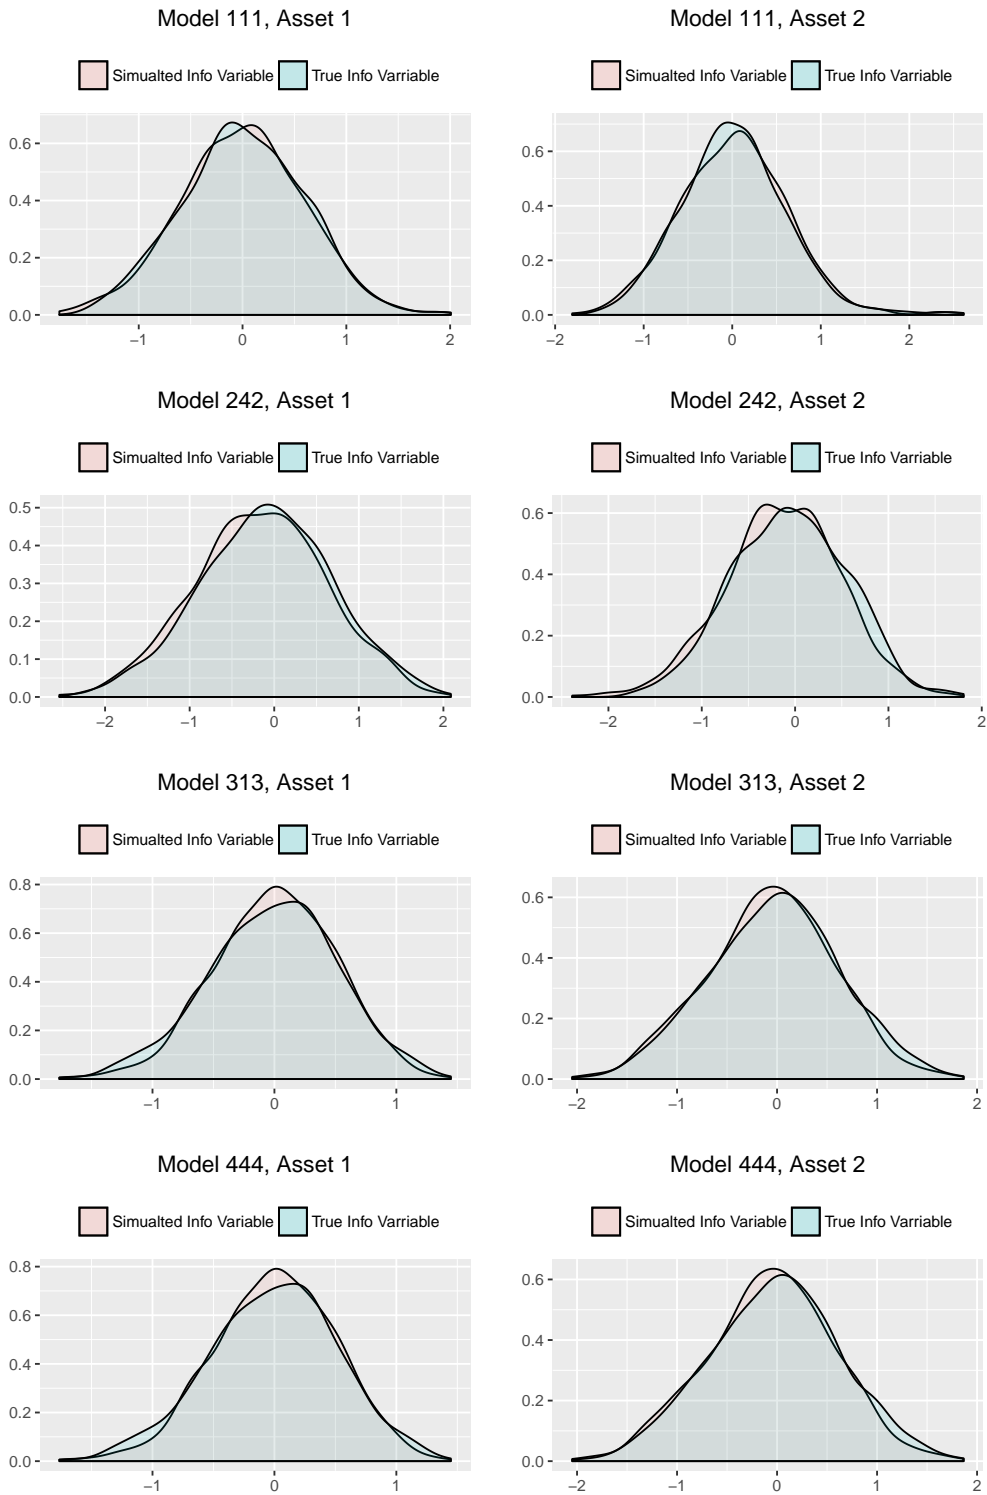 Model 111, Asset 1
Model 111, Asset 2
Simualted Info Variable True Info Varriable
Simualted Info Variable True Info Varriable
0.6
0.4
0.2
0.0
−1 0 1 2
0.6
0.4
0.2
0.0
−2 −1 0 1 2
Model 242, Asset 1
Model 242, Asset 2
Simualted Info Variable True Info Varriable
Simualted Info Variable True Info Varriable
0.5
0.4
0.3
0.2
0.1
0.0
−2 −1 0 1 2
0.6
0.4
0.2
0.0
−2 −1 0 1 2
Model 313, Asset 1
Model 313, Asset 2
Simualted Info Variable True Info Varriable
Simualted Info Variable True Info Varriable
0.8
0.6
0.4
0.2
0.0
−1 0 1
0.6
0.4
0.2
0.0
−2 −1 0 1 2
Model 444, Asset 1
Model 444, Asset 2
Simualted Info Variable True Info Varriable
Simualted Info Variable True Info Varriable
0.8
0.6
0.4
0.2
0.0
−1 0 1
0.6
0.4
0.2
0.0
−2 −1 0 1 2